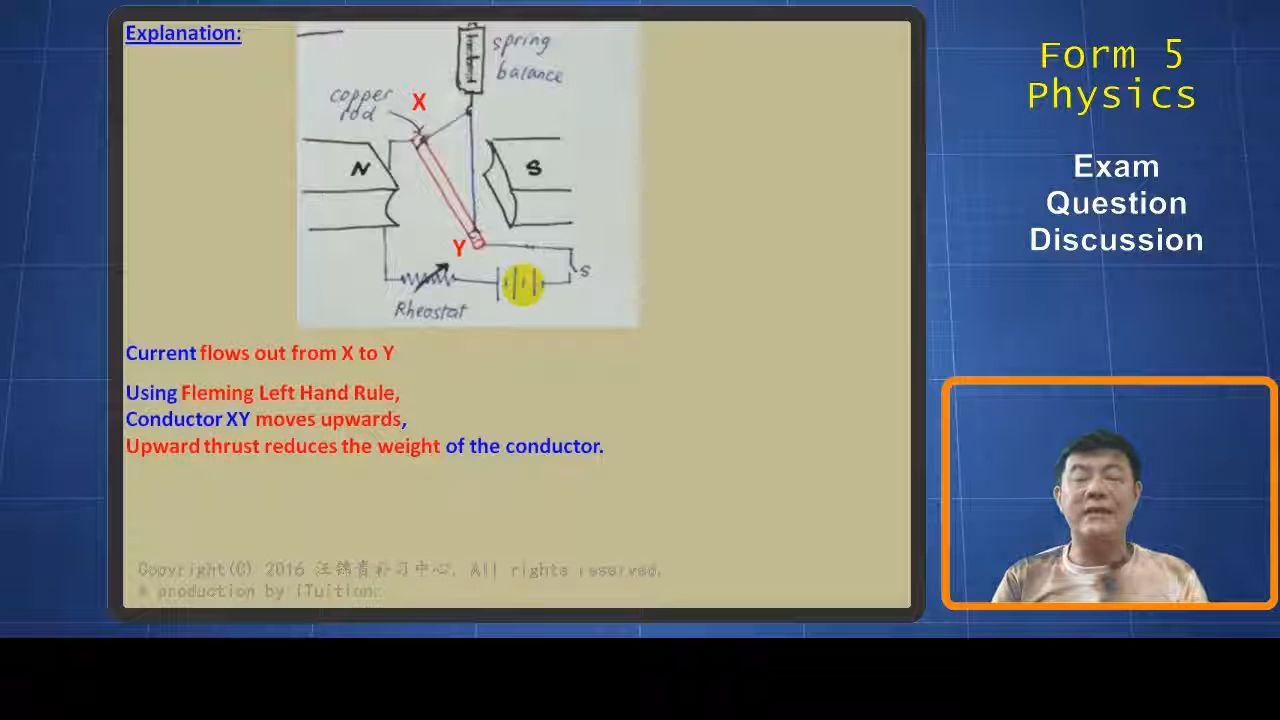 Explanation:
spring
balance
copper
rod
X
N
S
Y
S
Rheostat
Current flows out from X to Y
Using Fleming Left Hand Rule,
Conductor XY moves upwards,
Upward thrust reduces the weight of the conductor.
Copyright(C) 2016 汪锦贵补习中心. All rights reserved.
A production by iTuition
Form 5
Physics
Exam
Question
Discussion